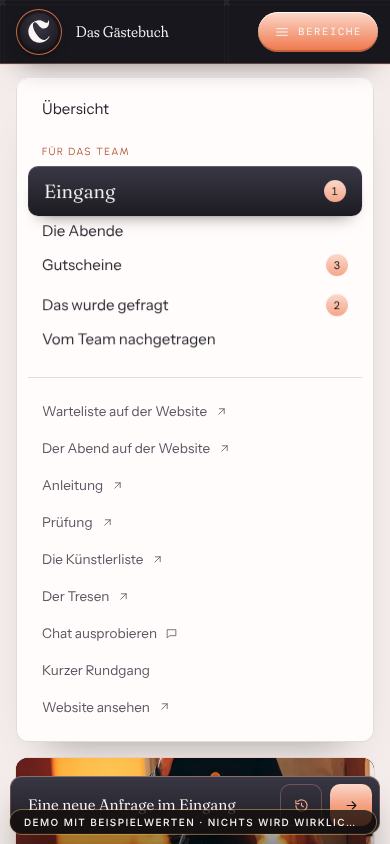 C
Das Gästebuch
BEREICHE
Übersicht
FÜR DAS TEAM
Eingang
1
Die Abende
Gutscheine
3
Das wurde gefragt
2
Vom Team nachgetragen
Warteliste auf der Website
Der Abend auf der Website
Anleitung
Prüfung
Die Künstlerliste
Der Tresen
Chat ausprobieren
Kurzer Rundgang
Website ansehen
Eine neue Anfrage im Eingang
DEMO MIT BEISPIELWERTEN · NICHTS WIRD WIRKLIC...